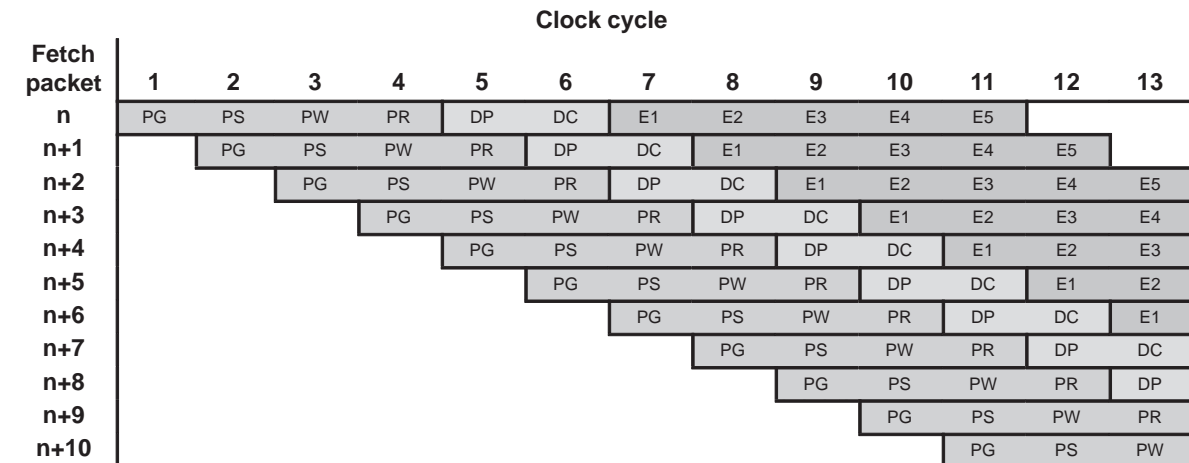 Clock cycle
Fetch
packet 1 2 3 4 5 6 7 8 9 10 11 12 13
n PG PS PW PR DP DC E1 E2 E3 E4 E5
n+1 PG PS PW PR DP DC E1 E2 E3 E4 E5
n+2 PG PS PW PR DP DC E1 E2 E3 E4 E5
n+3 PG PS PW PR DP DC E1 E2 E3 E4
n+4 PG PS PW PR DP DC E1 E2 E3
n+5 PG PS PW PR DP DC E1 E2
n+6 PG PS PW PR DP DC E1
n+7 PG PS PW PR DP DC
n+8 PG PS PW PR DP
n+9 PG PS PW PR
n+10 PG PS PW